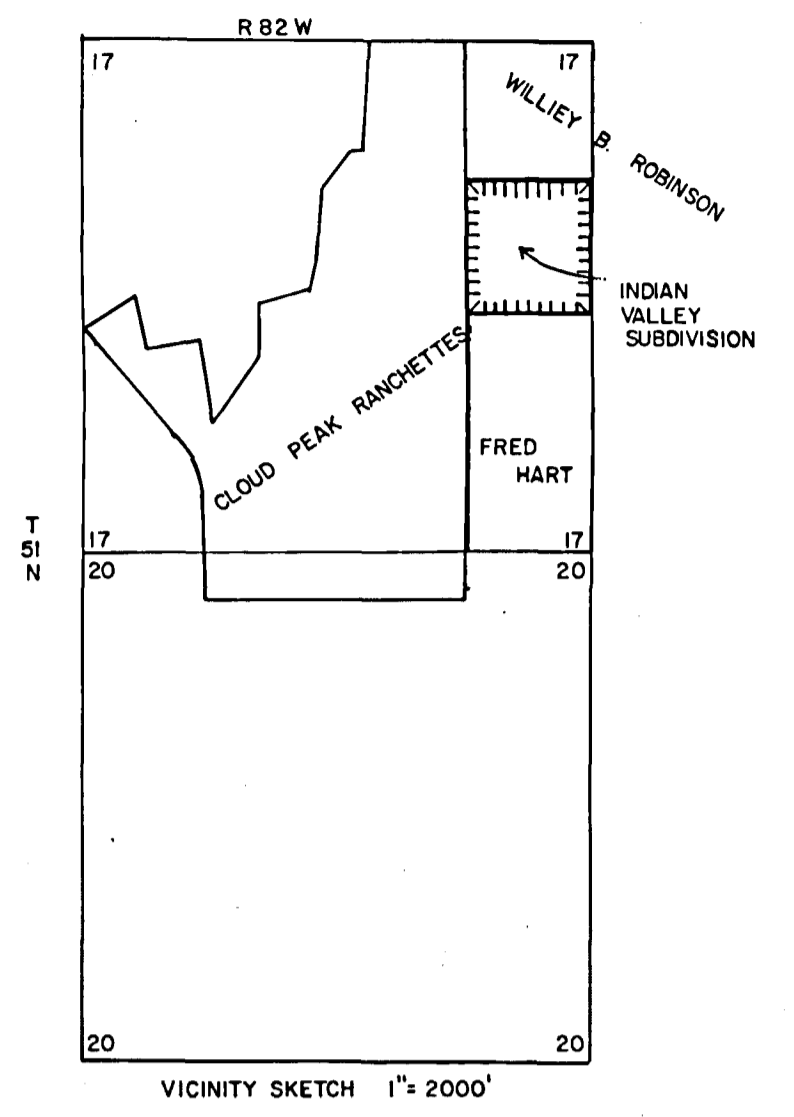 R 82 W
17
17
WILLIEY B. ROBINSON
INDIAN
VALLEY
SUBDIVISION
CLOUD PEAK RANCHETTES
FRED
HART
T
51
N
17
17
20
20
20
20
VICINITY SKETCH 1"= 2000'